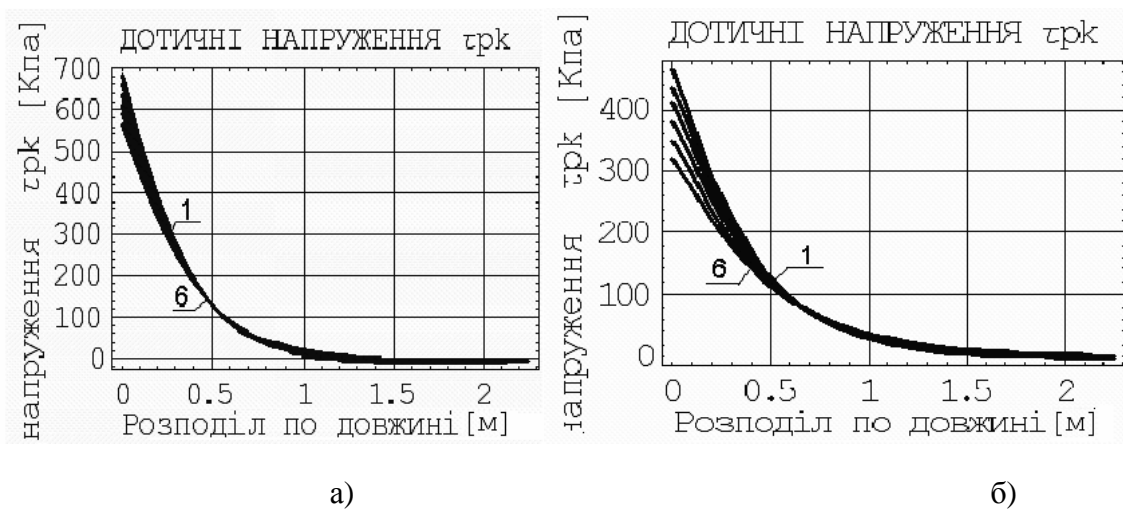 ДОТИЧНІ НАПРУЖЕННЯ τpk
напруження τpk [Кпа]
700
600
500
400
300
200
100
0
1
6
0 0.5 1 1.5 2
Розподіл по довжині[м]
ДОТИЧНІ НАПРУЖЕННЯ τpk
напруження τpk [Кпа]
400
300
200
100
0
6 1
0 0.5 1 1.5 2
Розподіл по довжині[м]
а) б)